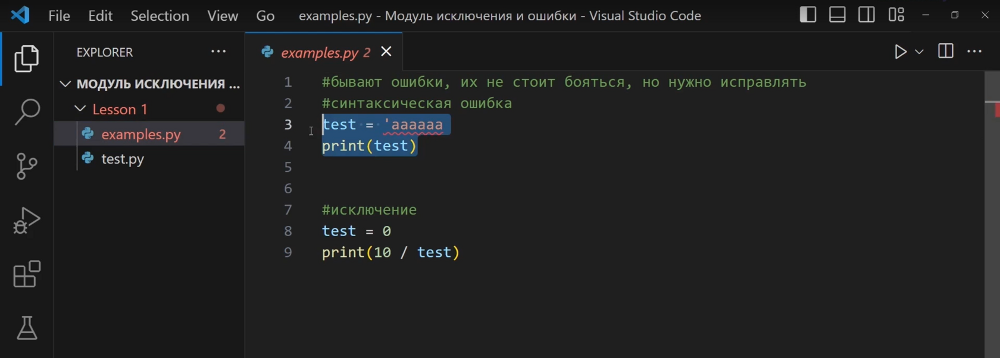 File Edit Selection View Go examples.py - Модуль исключения и ошибки - Visual Studio Code
EXPLORER ...
examples.py 2
МОДУЛЬ ИСКЛЮЧЕНИЯ ...
Lesson 1
examples.py 2
test.py
1 #бывают ошибки, их не стоит бояться, но нужно исправлять
2 #синтаксическая ошибка
3 test = 'аааааа
4 print(test)
5
6
7 #исключение
8 test = 0
9 print(10 / test)